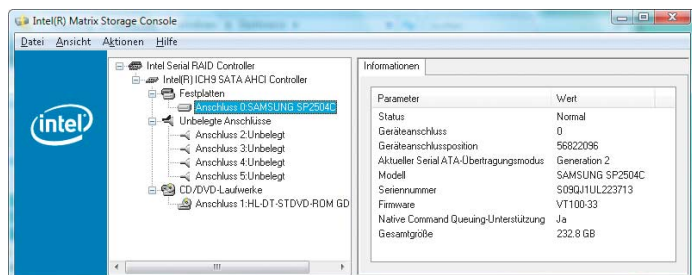 Intel(R) Matrix Storage Console
Datei Ansicht Aktionen Hilfe
intel
Intel Serial RAID Controller
Intel(R) ICH9 SATA AHCI Controller
Festplatten
Anschluss 0:SAMSUNG SP2504C
Unbelegte Anschlüsse
Anschluss 2:Unbelegt
Anschluss 3:Unbelegt
Anschluss 4:Unbelegt
Anschluss 5:Unbelegt
CD/DVD-Laufwerke
Anschluss 1:HL-DT-STDVD-ROM GD
Informationen
Parameter Wert
Status Normal
Geräteanschluss 0
Geräteanschlussposition 56822096
Aktueller Serial ATA-Übertragungsmodus Generation 2
Modell SAMSUNG SP2504C
Seriennummer S09QJ1UL223713
Firmware VT100-33
Native Command Queuing-Unterstützung Ja
Gesamtgröße 232.8 GB